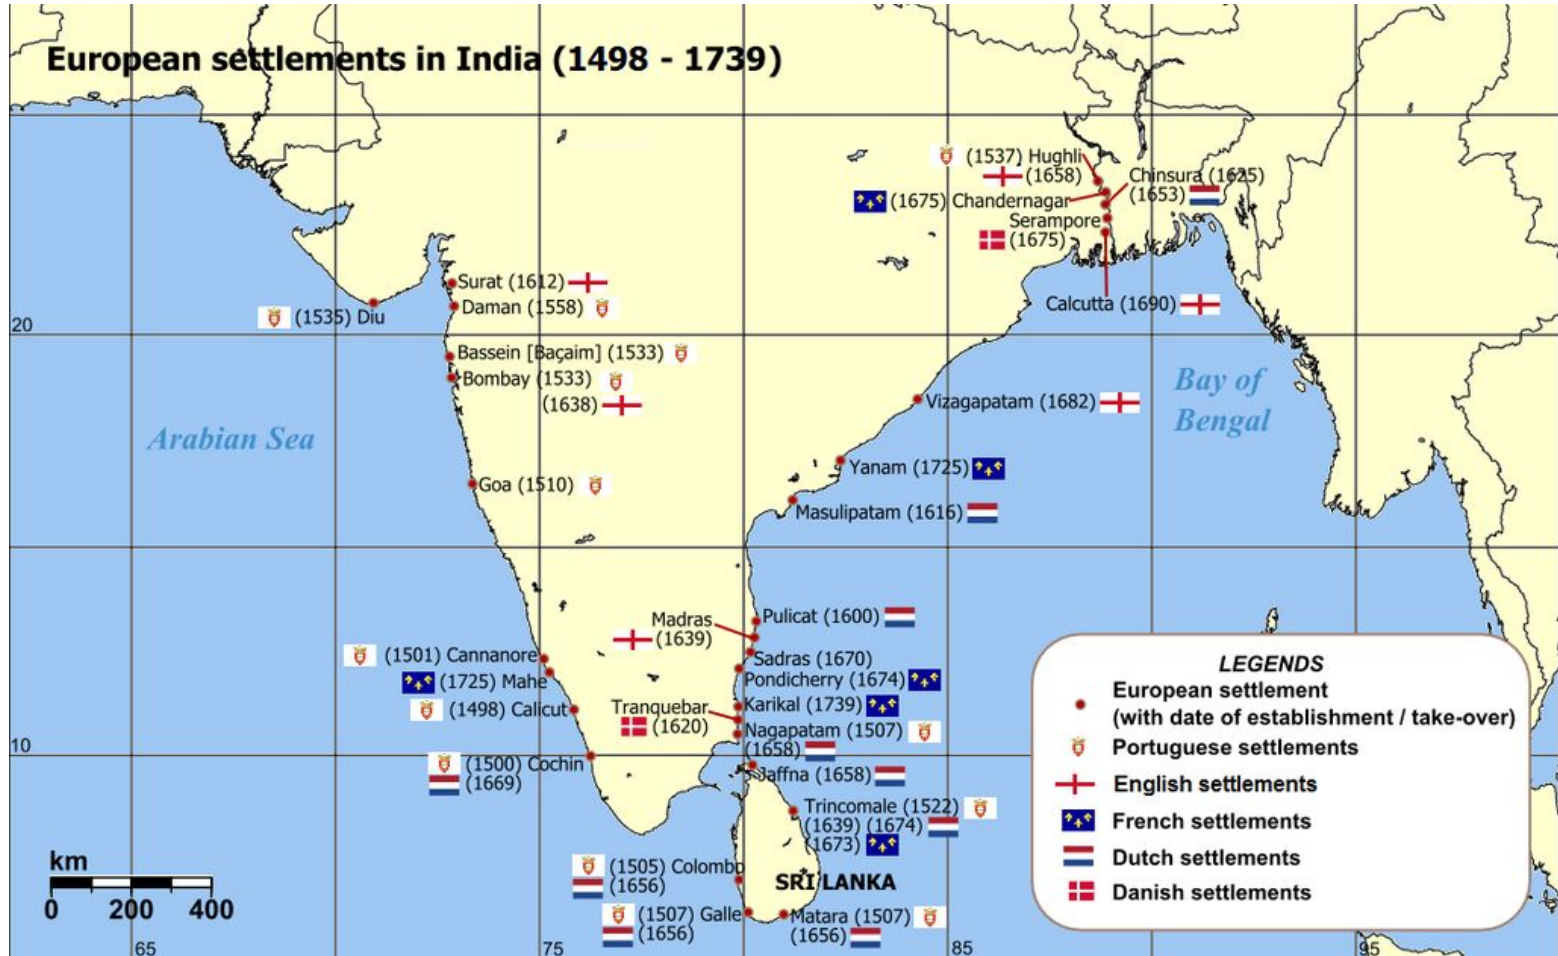 European settlements in India (1498 - 1739)
(1537) Hughli
(1658)
Chinsura (1625)
(1653)
(1675) Chandernagar
Serampore
(1675)
Calcutta (1690)
Surat (1612)
Daman (1558)
(1535) Diu
20
Bassein [Baçaim] (1533)
Bombay (1533)
(1638)
Bay of
Bengal
Vizagapatam (1682)
Arabian Sea
Yanam (1725)
Goa (1510)
Masulipatam (1616)
Pulicat (1600)
Madras
(1639)
Sadras (1670)
(1501) Cannanore
Pondicherry (1674)
(1725) Mahe
Karikal (1739)
Tranquebar
(1620)
(1498) Calicut
Nagapatam (1507)
(1658)
10
(1500) Cochin
(1669)
Jaffna (1658)
Trincomale (1522)
(1639) (1674)
(1673)
(1505) Colombo
(1656)
SRI LANKA
(1507) Galle
(1656)
Matara (1507)
(1656)
km
0 200 400
65 75 85 95
LEGENDS
European settlement
(with date of establishment / take-over)
Portuguese settlements
English settlements
French settlements
Dutch settlements
Danish settlements